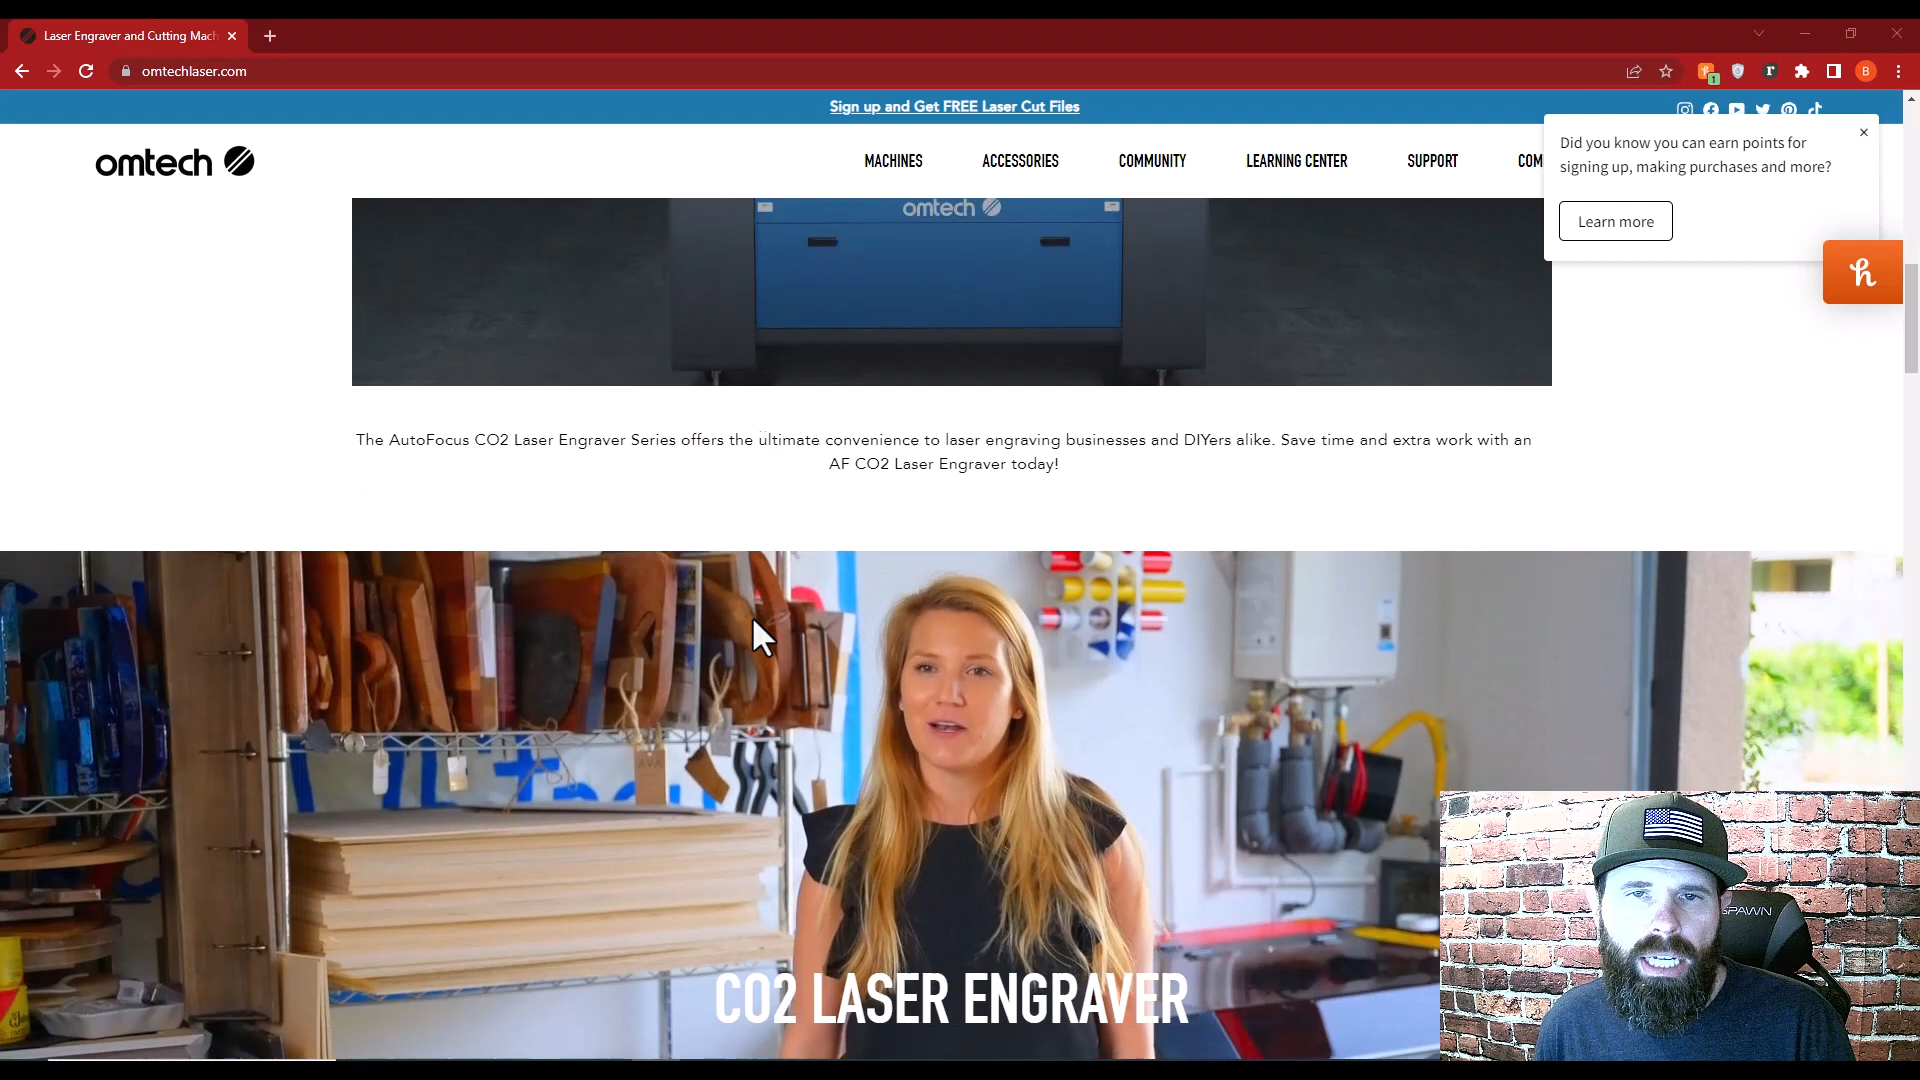 Laser Engraver and Cutting Mach
omtechlaser.com
1
B
Sign up and Get FREE Laser Cut Files
omtech
MACHINES
ACCESSORIES
COMMUNITY
LEARNING CENTER
SUPPORT
COM
Did you know you can earn points for
signing up, making purchases and more?
Learn more
h
omtech
The AutoFocus CO2 Laser Engraver Series offers the ultimate convenience to laser engraving businesses and DIYers alike. Save time and extra work with an
AF CO2 Laser Engraver today!
AVA
CO2 LASER ENGRAVER
SPAWN